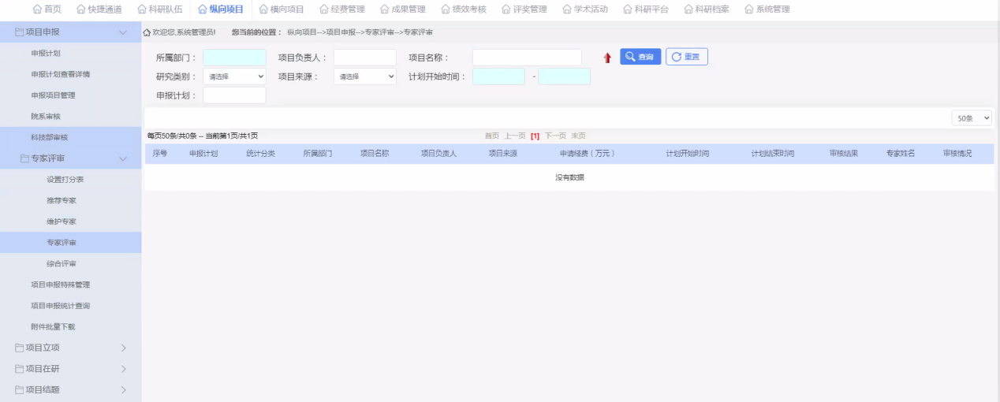 首页 快捷通道 科研队伍 纵向项目 横向项目 经费管理 成果管理 绩效考核 评奖管理 学术活动 科研平台 科研档案 系统管理
项目申报
申报计划
申报计划查看详情
申报项目管理
院系审核
科技部审核
专家评审
设置打分表
推荐专家
维护专家
专家评审
综合评审
项目申报特殊管理
项目申报统计查询
附件批量下载
项目立项
项目在研
项目结题
欢迎您,系统管理员! 您当前的位置： 纵向项目-->项目申报-->专家评审-->专家评审
所属部门： 项目负责人： 项目名称： 查询 重置
研究类别： 请选择 项目来源： 请选择 计划开始时间： -
申报计划：
50条
每页50条/共0条 -- 当前第1页/共1页 首页 上一页 [1] 下一页 末页
序号 申报计划 统计分类 所属部门 项目名称 项目负责人 项目来源 申请经费（万元） 计划开始时间 计划结束时间 审核结果 专家姓名 审核情况
没有数据